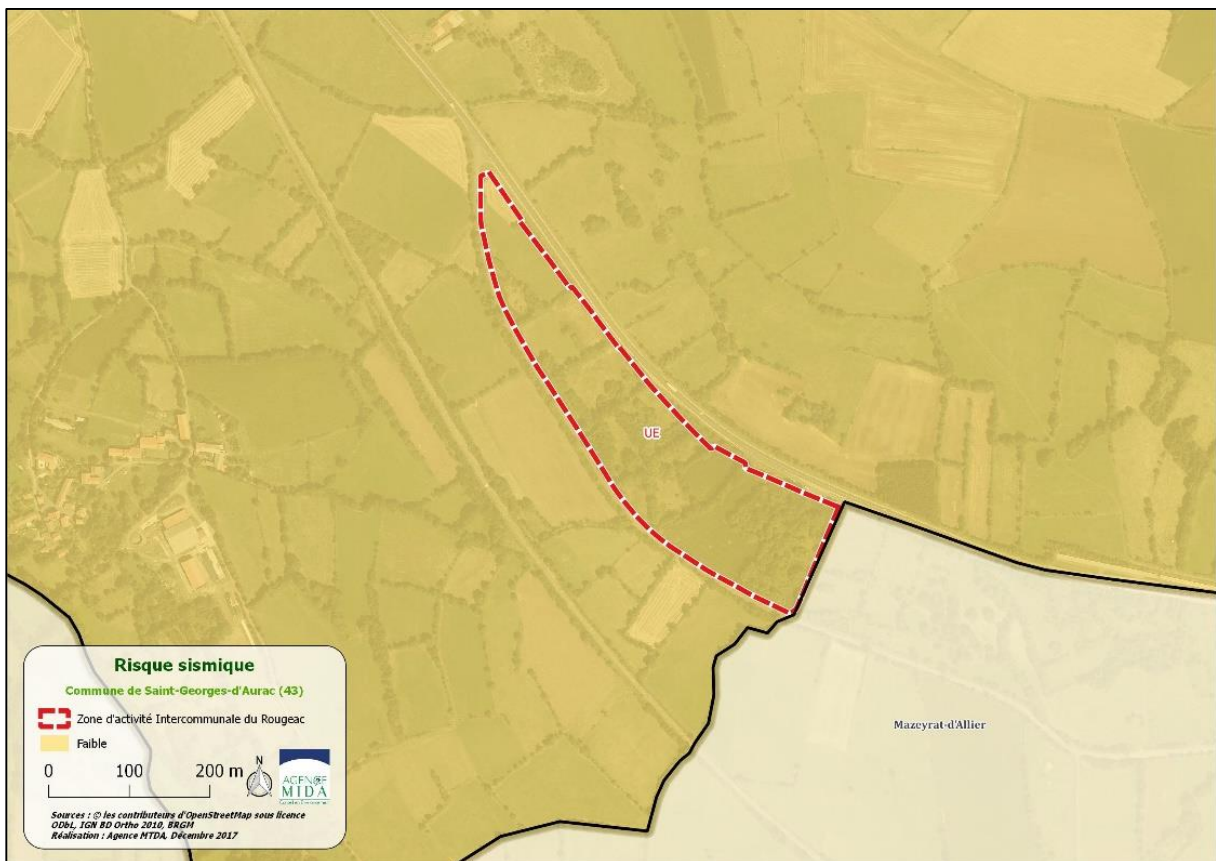 UE
Mazeyrat-d'Allier
Risque sismique
Commune de Saint-Georges-d'Aurac (43)
Zone d'activité Intercommunale du Rougeac
Faible
0 100 200 m
N
AGENCE
MTDA
Sources : © les contributeurs d'OpenStreetMap sous licence
ODbL, IGN BD Ortho 2010, BRGM
Réalisation : Agence MTDA, Décembre 2017